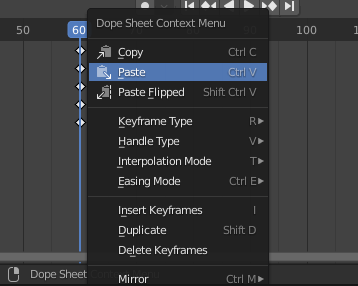 Dope Sheet Context Menu
50
60
100
Copy Ctrl C
Paste Ctrl V
Paste Flipped Shift Ctrl V
Keyframe Type R
Handle Type V
Interpolation Mode T
Easing Mode Ctrl E
Insert Keyframes I
Duplicate Shift D
Delete Keyframes
Dope Sheet
Mirror Ctrl M